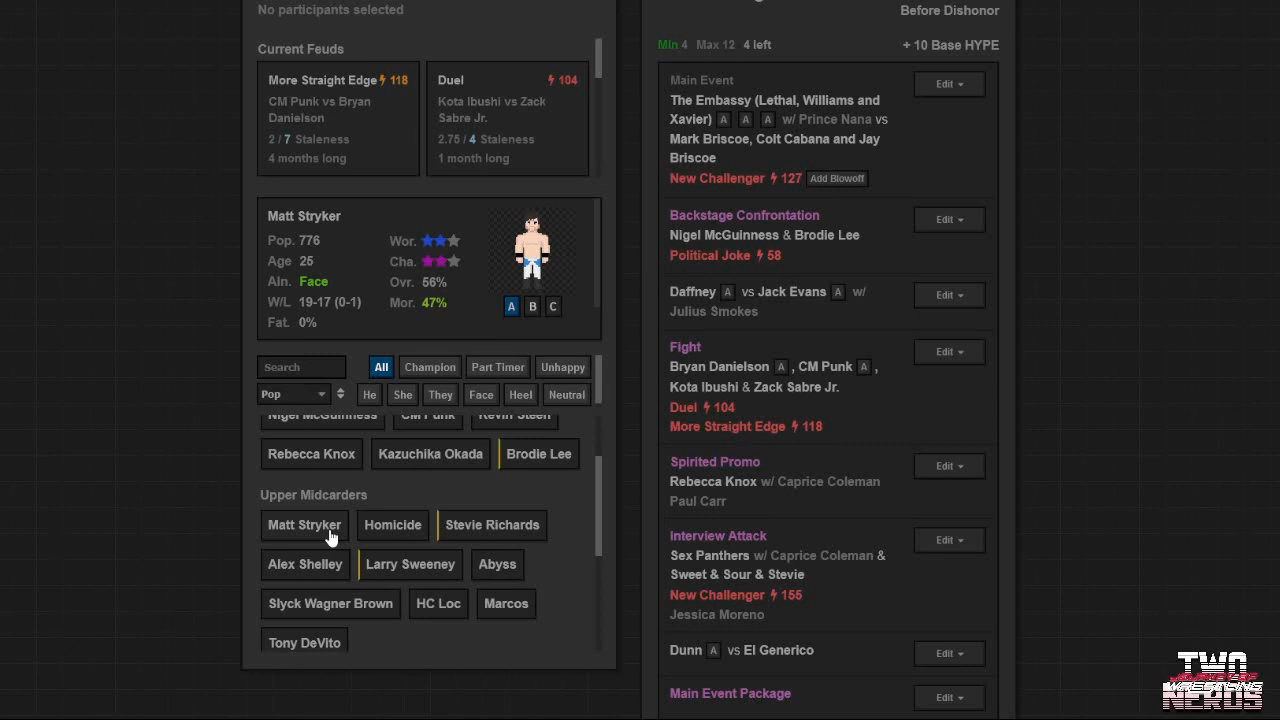 No participants selected
Current Feuds
More Straight Edge 118
CM Punk vs Bryan
Danielson
2 / 7 Staleness
4 months long
Duel 104
Kota Ibushi vs Zack
Sabre Jr.
2.75 / 4 Staleness
1 month long
Matt Stryker
Pop. 776
Age 25
Aln. Face
W/L 19-17 (0-1)
Fat. 0%
Wor.
Cha.
Ovr. 56%
Mor. 47%
A B C
Search
All Champion Part Timer Unhappy
Pop He She They Face Heel Neutral
Nigel McGuinness CM Punk Kevin Steen
Rebecca Knox Kazuchika Okada Brodie Lee
Upper Midcarders
Matt Stryker Homicide Stevie Richards
Alex Shelley Larry Sweeney Abyss
Slyck Wagner Brown HC Loc Marcos
Tony DeVito
Before Dishonor
Min 4 Max 12 4 left + 10 Base HYPE
Main Event Edit
The Embassy (Lethal, Williams and
Xavier) A A A w/ Prince Nana vs
Mark Briscoe, Colt Cabana and Jay
Briscoe
New Challenger 127 Add Blowoff
Backstage Confrontation Edit
Nigel McGuinness & Brodie Lee
Political Joke 58
Daffney A vs Jack Evans A w/ Edit
Julius Smokes
Fight Edit
Bryan Danielson A , CM Punk A ,
Kota Ibushi & Zack Sabre Jr.
Duel 104
More Straight Edge 118
Spirited Promo Edit
Rebecca Knox w/ Caprice Coleman
Paul Carr
Interview Attack Edit
Sex Panthers w/ Caprice Coleman &
Sweet & Sour & Stevie
New Challenger 155
Jessica Moreno
Dunn A vs El Generico Edit
Main Event Package Edit
TWO
WRESTLING
NERDS